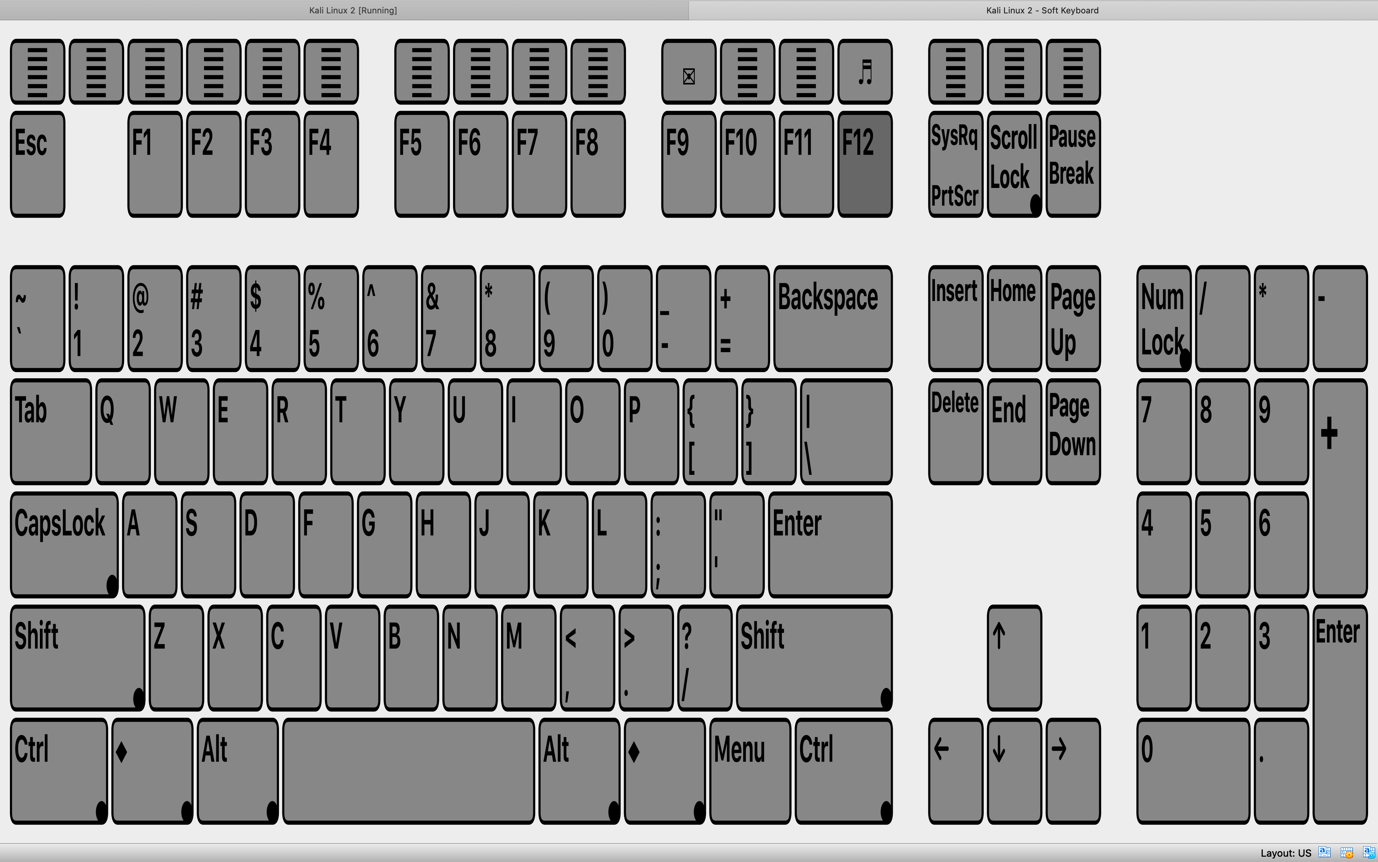 Kali Linux 2 [Running]
Kali Linux 2 - Soft Keyboard
Esc F1 F2 F3 F4 F5 F6 F7 F8 F9 F10 F11 F12
SysRq
PrtScr
Scroll
Lock
Pause
Break
~ ! @ # $ % ^ & * ( ) _ + Backspace
` 1 2 3 4 5 6 7 8 9 0 - =
Insert Home Page
Up
Num
Lock
/ * -
Tab Q W E R T Y U I O P { } |
[ ] \
Delete End Page
Down
7 8 9 +
CapsLock A S D F G H J K L : " Enter
; '
4 5 6
Shift Z X C V B N M < > ? Shift
, . /
↑
1 2 3 Enter
Ctrl ♦ Alt Alt ♦ Menu Ctrl
← ↓ →
0 .
Layout: US